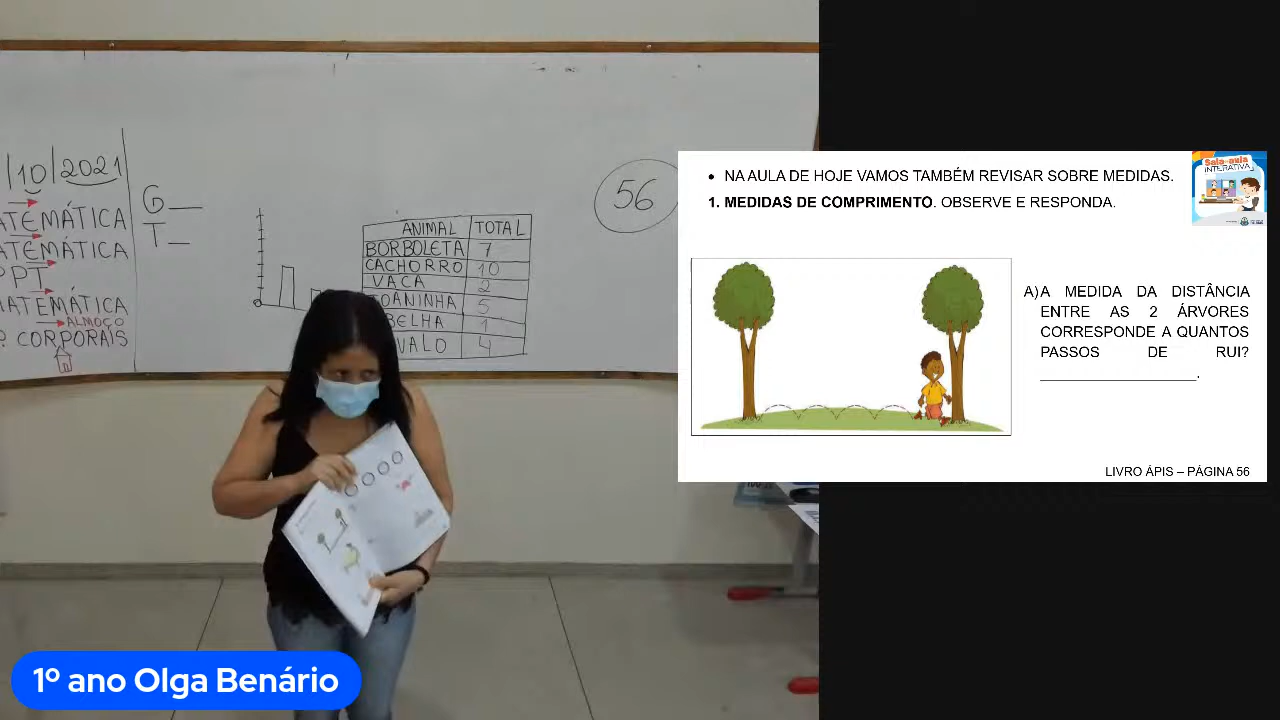 /10/2021
ATEMÁTICA
ATEMÁTICA
PPT
MATEMÁTICA
ALMOÇO
P. CORPORAIS
G
T
ANIMAL TOTAL
BORBOLETA 7
CACHORRO 10
VACA 2
JOANINHA 5
BELHA 1
VALO 4
56
• NA AULA DE HOJE VAMOS TAMBÉM REVISAR SOBRE MEDIDAS.
1. MEDIDAS DE COMPRIMENTO. OBSERVE E RESPONDA.
Sala de aula
INTERATIVA
A) A MEDIDA DA DISTÂNCIA
ENTRE AS 2 ÁRVORES
CORRESPONDE A QUANTOS
PASSOS DE RUI?
LIVRO ÁPIS – PÁGINA 56
1º ano Olga Benário